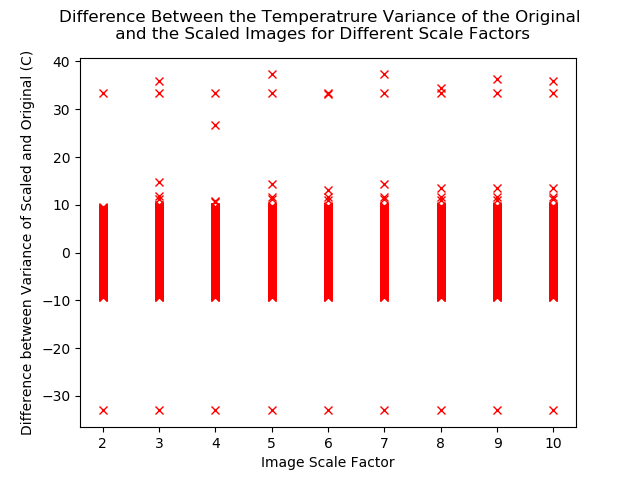 Difference Between the Temperatrure Variance of the Original
and the Scaled Images for Different Scale Factors
Difference between Variance of Scaled and Original (C)
40
30
20
10
0
−10
−20
−30
2 3 4 5 6 7 8 9 10
Image Scale Factor